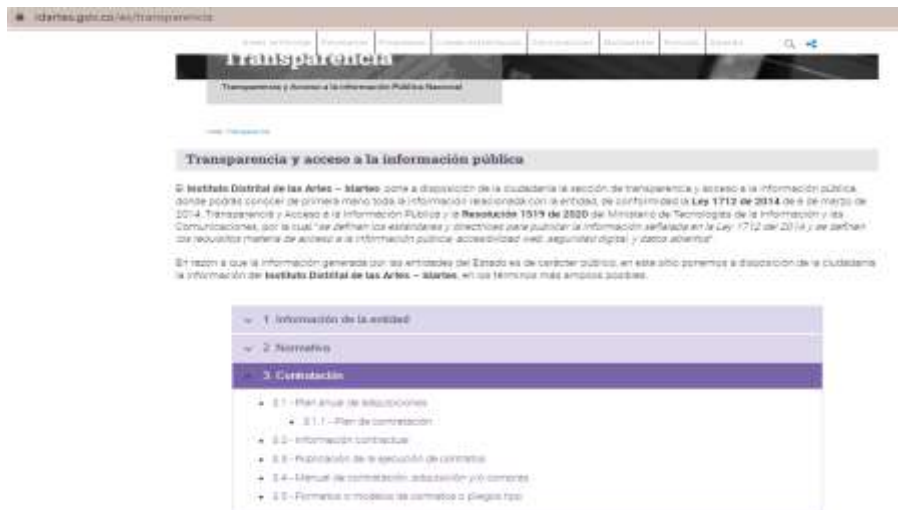 idartes.gov.co/es/transparencia
Transparencia
Transparencia y Acceso a la información Pública Nacional
Transparencia
Transparencia y acceso a la información pública
El Instituto Distrital de las Artes – Idartes, pone a disposición de la ciudadanía la sección de transparencia y acceso a la información pública,
donde podrás conocer de primera mano toda la información relacionada con la entidad, de conformidad la Ley 1712 de 2014 de 6 de marzo de
2014, Transparencia y Acceso a la Información Pública y la Resolución 1519 de 2020 del Ministerio de Tecnologías de la Información y las
Comunicaciones, por la cual "se definen los estándares y directrices para publicar la información señalada en la Ley 1712 del 2014 y se definen
los requisitos materia de acceso a la información pública, accesibilidad web, seguridad digital, y datos abiertos"
En razón a que la información generada por las entidades del Estado es de carácter público, en este sitio ponemos a disposición de la ciudadanía
la información del Instituto Distrital de las Artes – Idartes, en los términos más amplios posibles.
1. Información de la entidad
2. Normativa
3. Contratación
3.1 - Plan anual de adquisiciones
3.1.1 - Plan de contratación
3.2 - Información contractual
3.3 - Publicación de la ejecución de contratos
3.4 - Manual de contratación, adquisición y/o compras
3.5 - Formatos o modelos de contratos o pliegos tipo